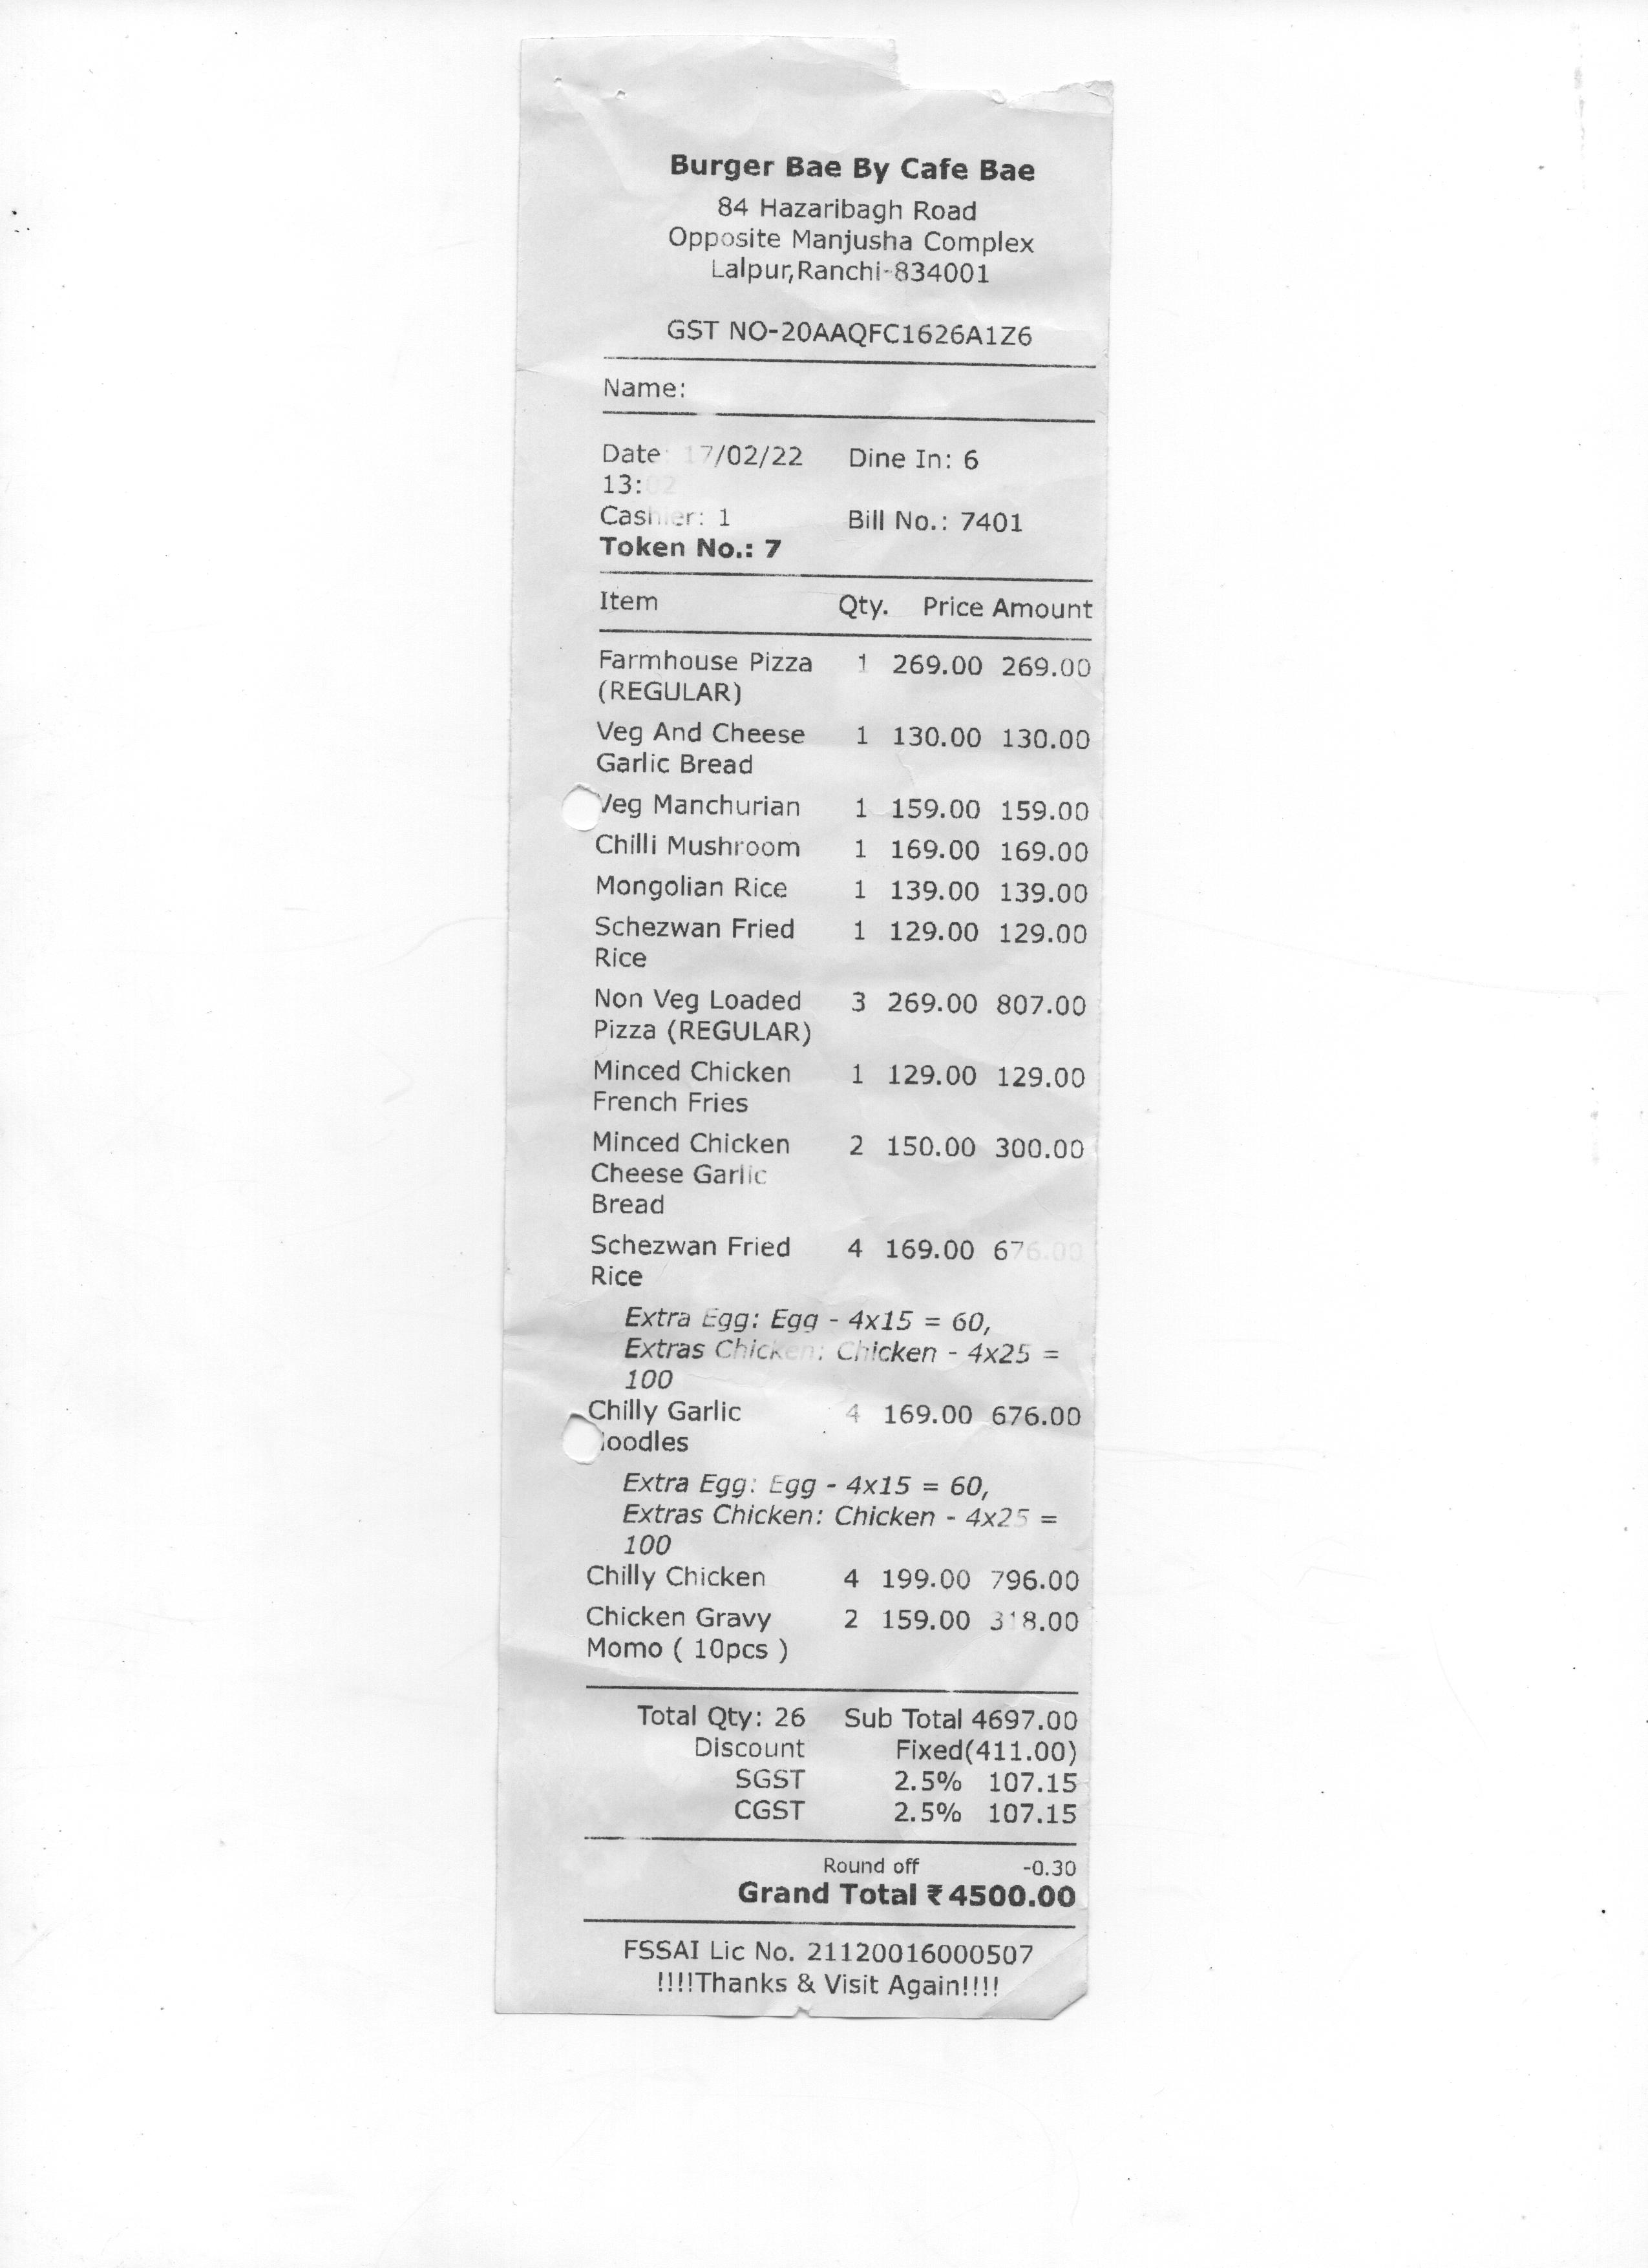 Burger Bae By Cafe Bae
84 Hazaribagh Road
Opposite Manjusha Complex
Lalpur,Ranchi-834001
GST NO-20AAQFC1626A1Z6
Name:
Date: 17/02/22 Dine In: 6
13:02
Cashier: 1 Bill No.: 7401
Token No.: 7
Item Qty. Price Amount
Farmhouse Pizza 1 269.00 269.00
(REGULAR)
Veg And Cheese 1 130.00 130.00
Garlic Bread
Veg Manchurian 1 159.00 159.00
Chilli Mushroom 1 169.00 169.00
Mongolian Rice 1 139.00 139.00
Schezwan Fried 1 129.00 129.00
Rice
Non Veg Loaded 3 269.00 807.00
Pizza (REGULAR)
Minced Chicken 1 129.00 129.00
French Fries
Minced Chicken 2 150.00 300.00
Cheese Garlic
Bread
Schezwan Fried 4 169.00 676.00
Rice
Extra Egg: Egg - 4x15 = 60,
Extras Chicken: Chicken - 4x25 =
100
Chilly Garlic 4 169.00 676.00
Noodles
Extra Egg: Egg - 4x15 = 60,
Extras Chicken: Chicken - 4x25 =
100
Chilly Chicken 4 199.00 796.00
Chicken Gravy 2 159.00 318.00
Momo ( 10pcs )
Total Qty: 26 Sub Total 4697.00
Discount Fixed(411.00)
SGST 2.5% 107.15
CGST 2.5% 107.15
Round off -0.30
Grand Total ₹4500.00
FSSAI Lic No. 21120016000507
!!!!Thanks & Visit Again!!!!